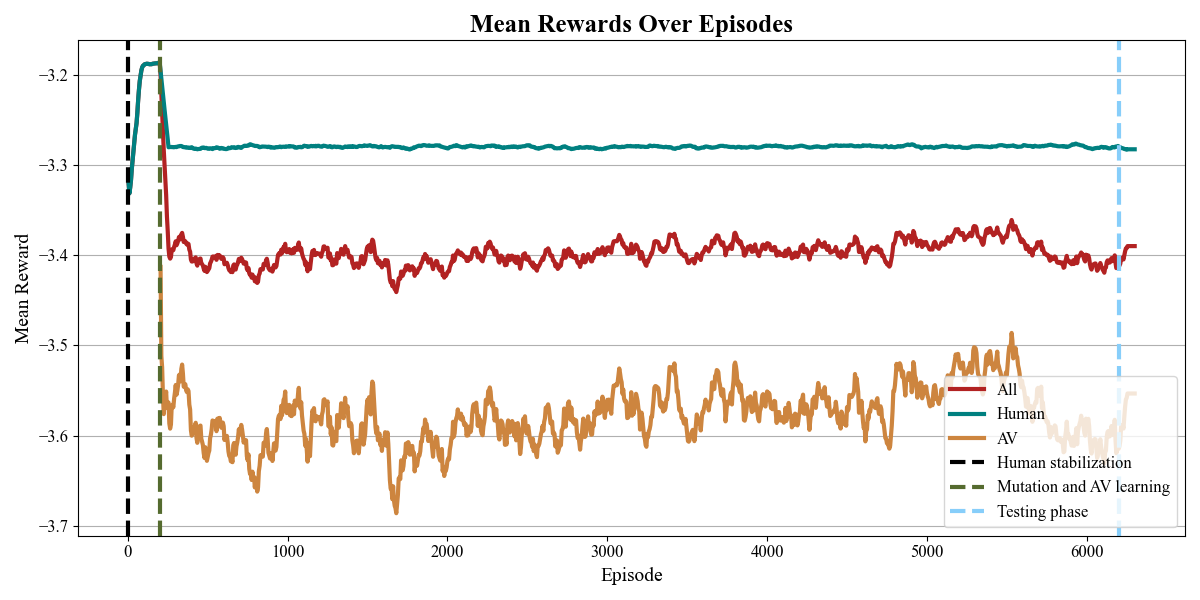 Mean Rewards Over Episodes
Mean Reward
−3.2
−3.3
−3.4
−3.5
−3.6
−3.7
All
Human
AV
Human stabilization
Mutation and AV learning
Testing phase
0 1000 2000 3000 4000 5000 6000
Episode